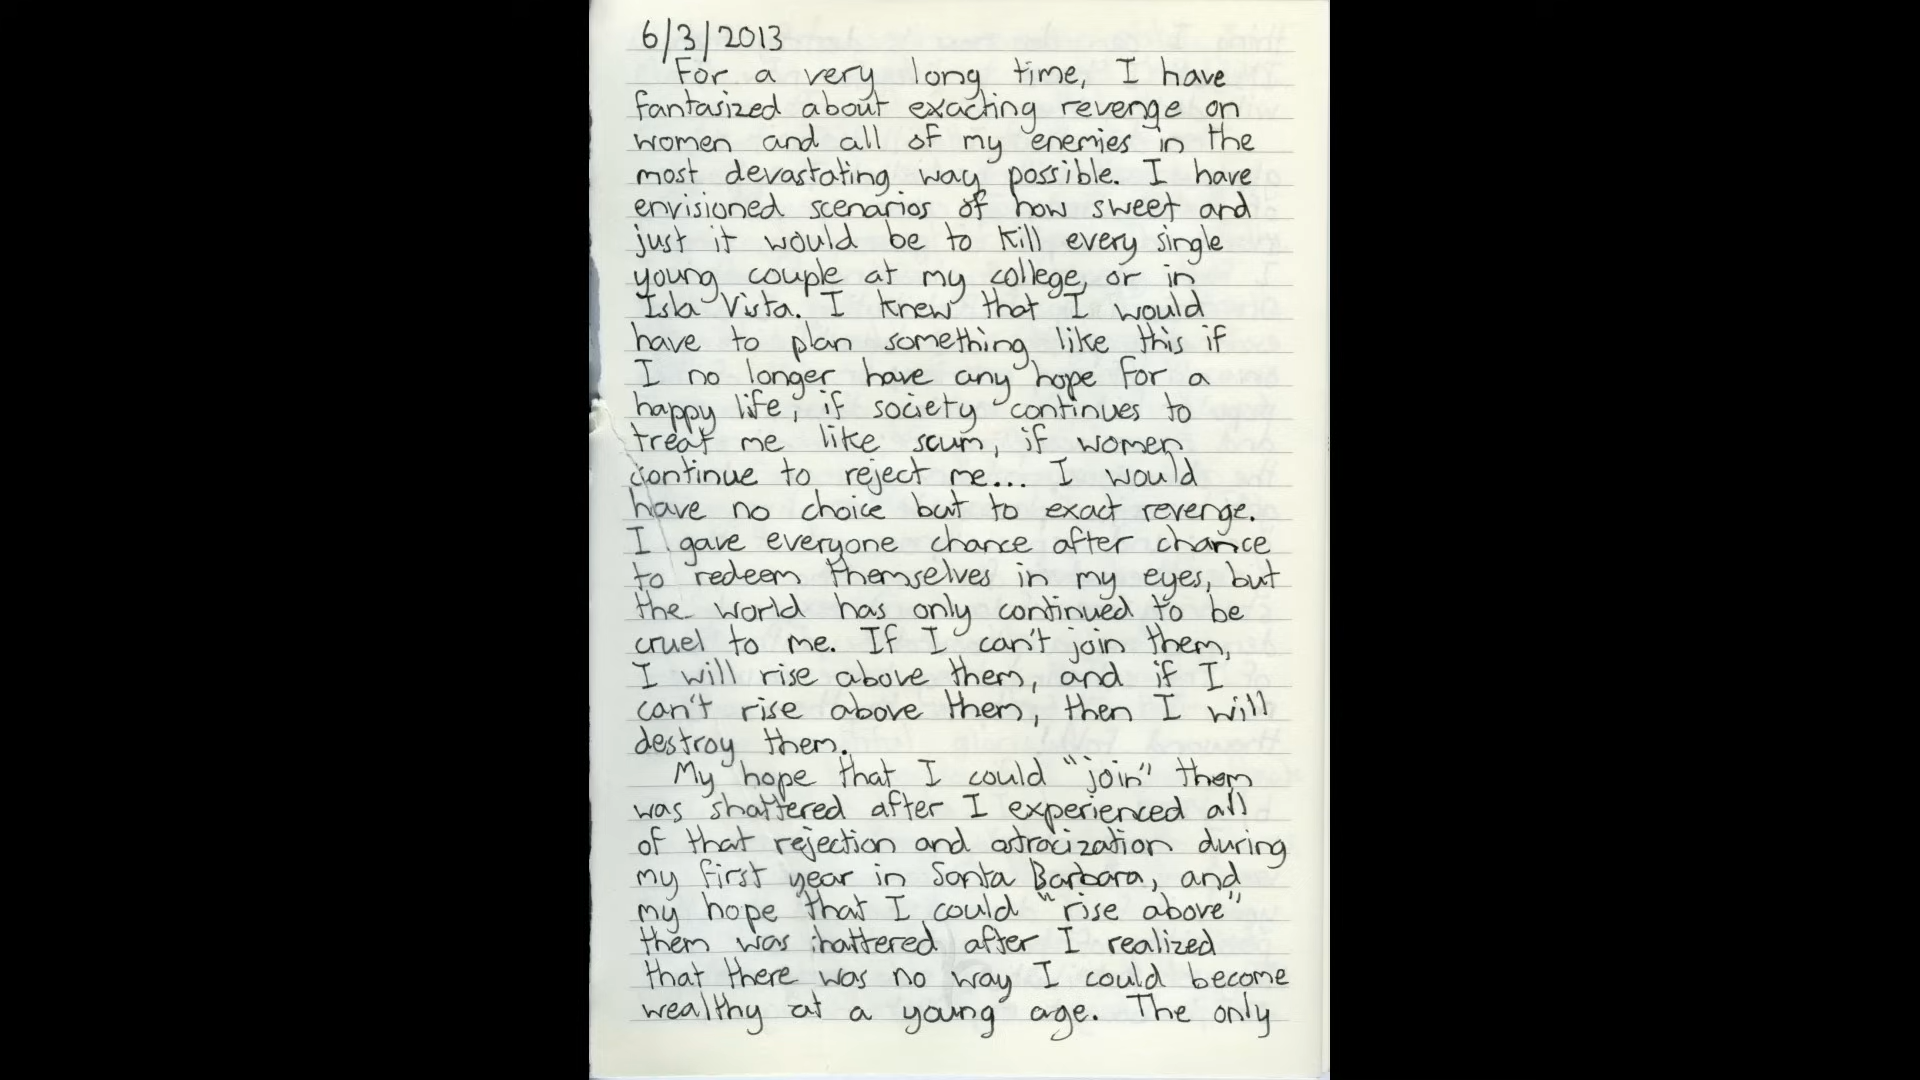 6/3/2013
For a very long time, I have
fantasized about exacting revenge on
women and all of my enemies in the
most devastating way possible. I have
envisioned scenarios of how sweet and
just it would be to kill every single
young couple at my college, or in
Isla Vista. I knew that I would
have to plan something like this if
I no longer have any hope for a
happy life, if society continues to
treat me like scum, if women
continue to reject me... I would
have no choice but to exact revenge.
I gave everyone chance after chance
to redeem themselves in my eyes, but
the world has only continued to be
cruel to me. If I can't join them,
I will rise above them, and if I
can't rise above them, then I will
destroy them.
My hope that I could "join" them
was shattered after I experienced all
of that rejection and ostracization during
my first year in Santa Barbara, and
my hope that I could "rise above"
them was shattered after I realized
that there was no way I could become
wealthy at a young age. The only